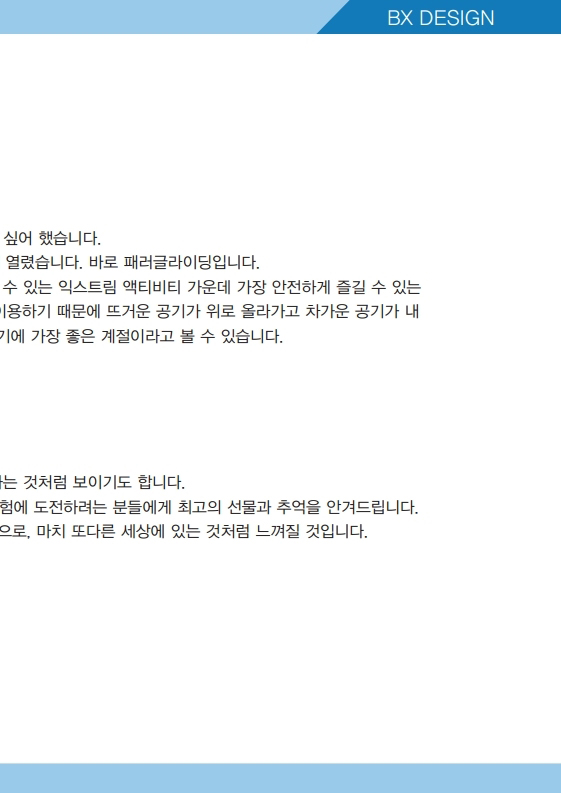 BX DESIGN
싶어 했습니다.
열렸습니다. 바로 패러글라이딩입니다.
수 있는 익스트림 액티비티 가운데 가장 안전하게 즐길 수 있는
이용하기 때문에 뜨거운 공기가 위로 올라가고 차가운 공기가 내
기에 가장 좋은 계절이라고 볼 수 있습니다.
는 것처럼 보이기도 합니다.
험에 도전하려는 분들에게 최고의 선물과 추억을 안겨드립니다.
으로, 마치 또다른 세상에 있는 것처럼 느껴질 것입니다.